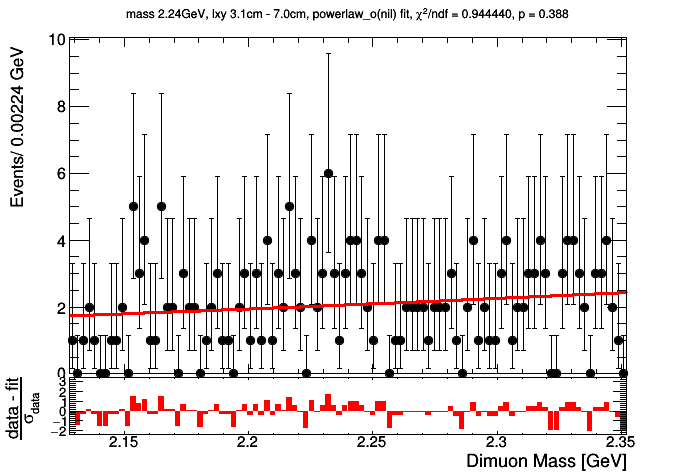 mass 2.24GeV, lxy 3.1cm - 7.0cm, powerlaw_o(nil) fit, χ²/ndf = 0.944440, p = 0.388
Events/ 0.00224 GeV
10
8
6
4
2
0
data - fit
σdata
3
2
1
0
−1
−2
2.15 2.2 2.25 2.3 2.35
Dimuon Mass [GeV]